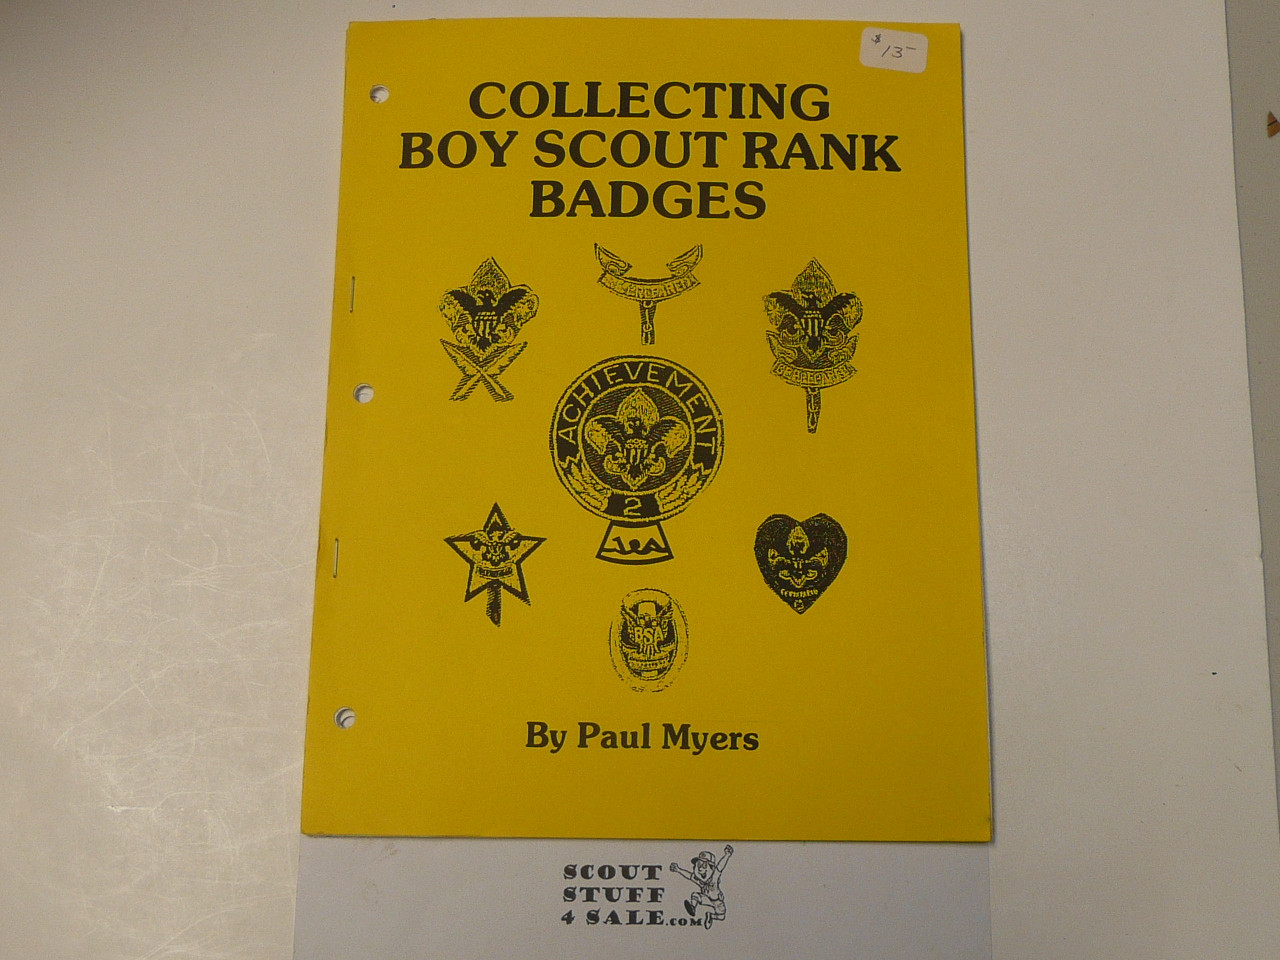 $13-
COLLECTING
BOY SCOUT RANK
BADGES
ACHIEVEMENT
2
BSA
By Paul Myers
SCOUT
STUFF
4 SALE.com